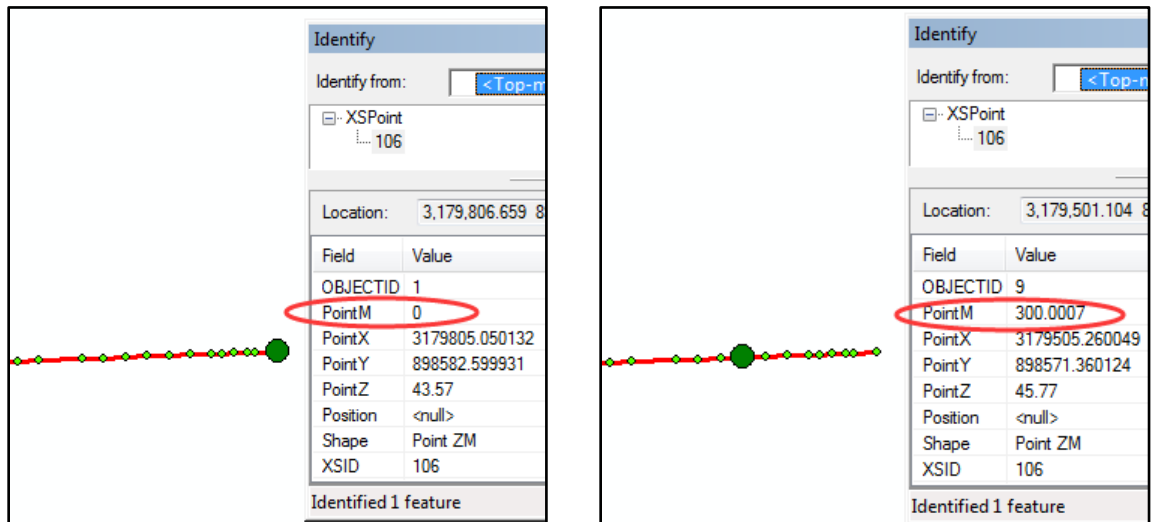 Identify
Identify from: <Top-m
XSPoint
106
Location: 3,179,806.659 8
Field Value
OBJECTID 1
PointM 0
PointX 3179805.050132
PointY 898582.599931
PointZ 43.57
Position <null>
Shape Point ZM
XSID 106
Identified 1 feature
Identify
Identify from: <Top-n
XSPoint
106
Location: 3,179,501.104 8
Field Value
OBJECTID 9
PointM 300.0007
PointX 3179505.260049
PointY 898571.360124
PointZ 45.77
Position <null>
Shape Point ZM
XSID 106
Identified 1 feature